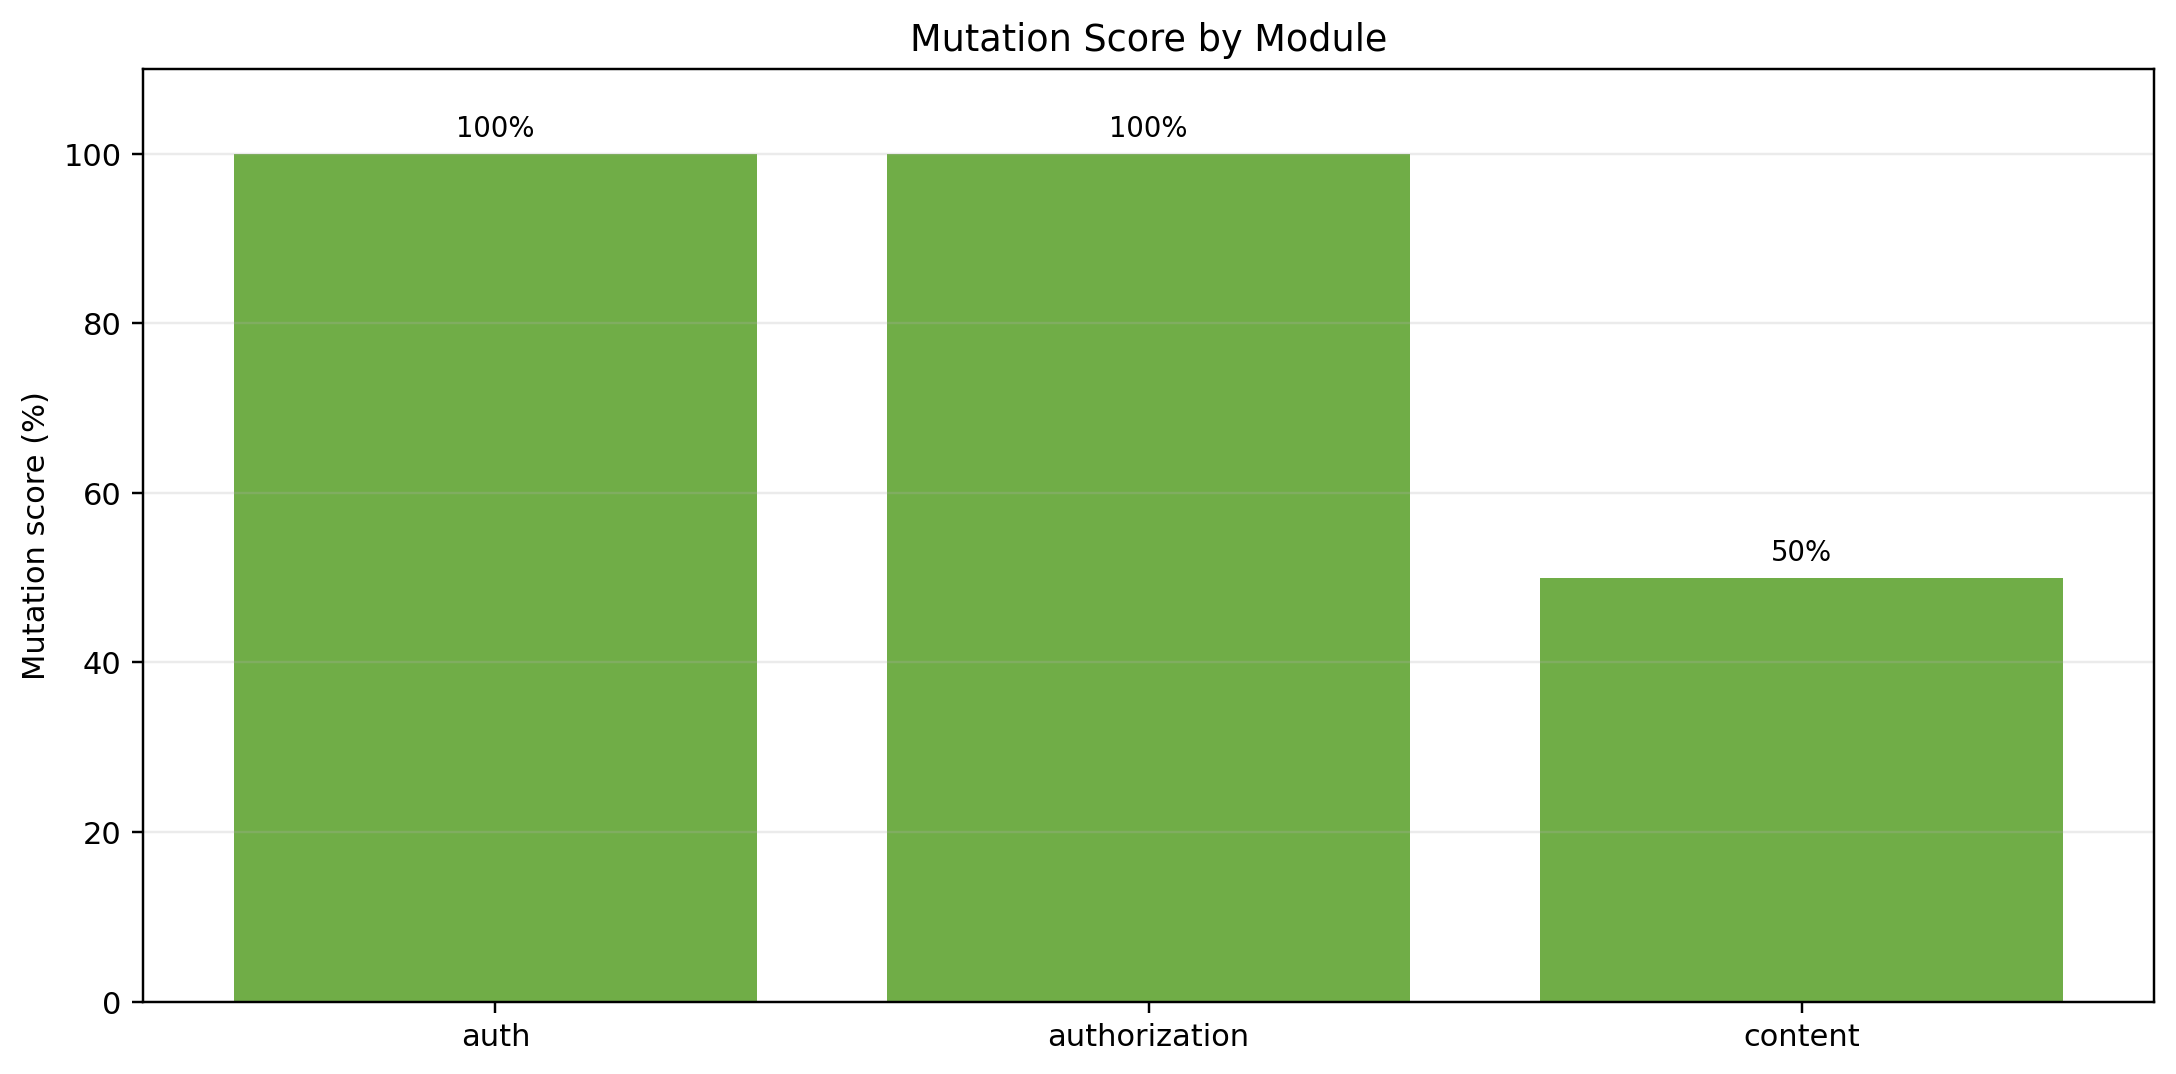 Mutation Score by Module
Mutation score (%)
100
80
60
40
20
0
100%
100%
50%
auth
authorization
content